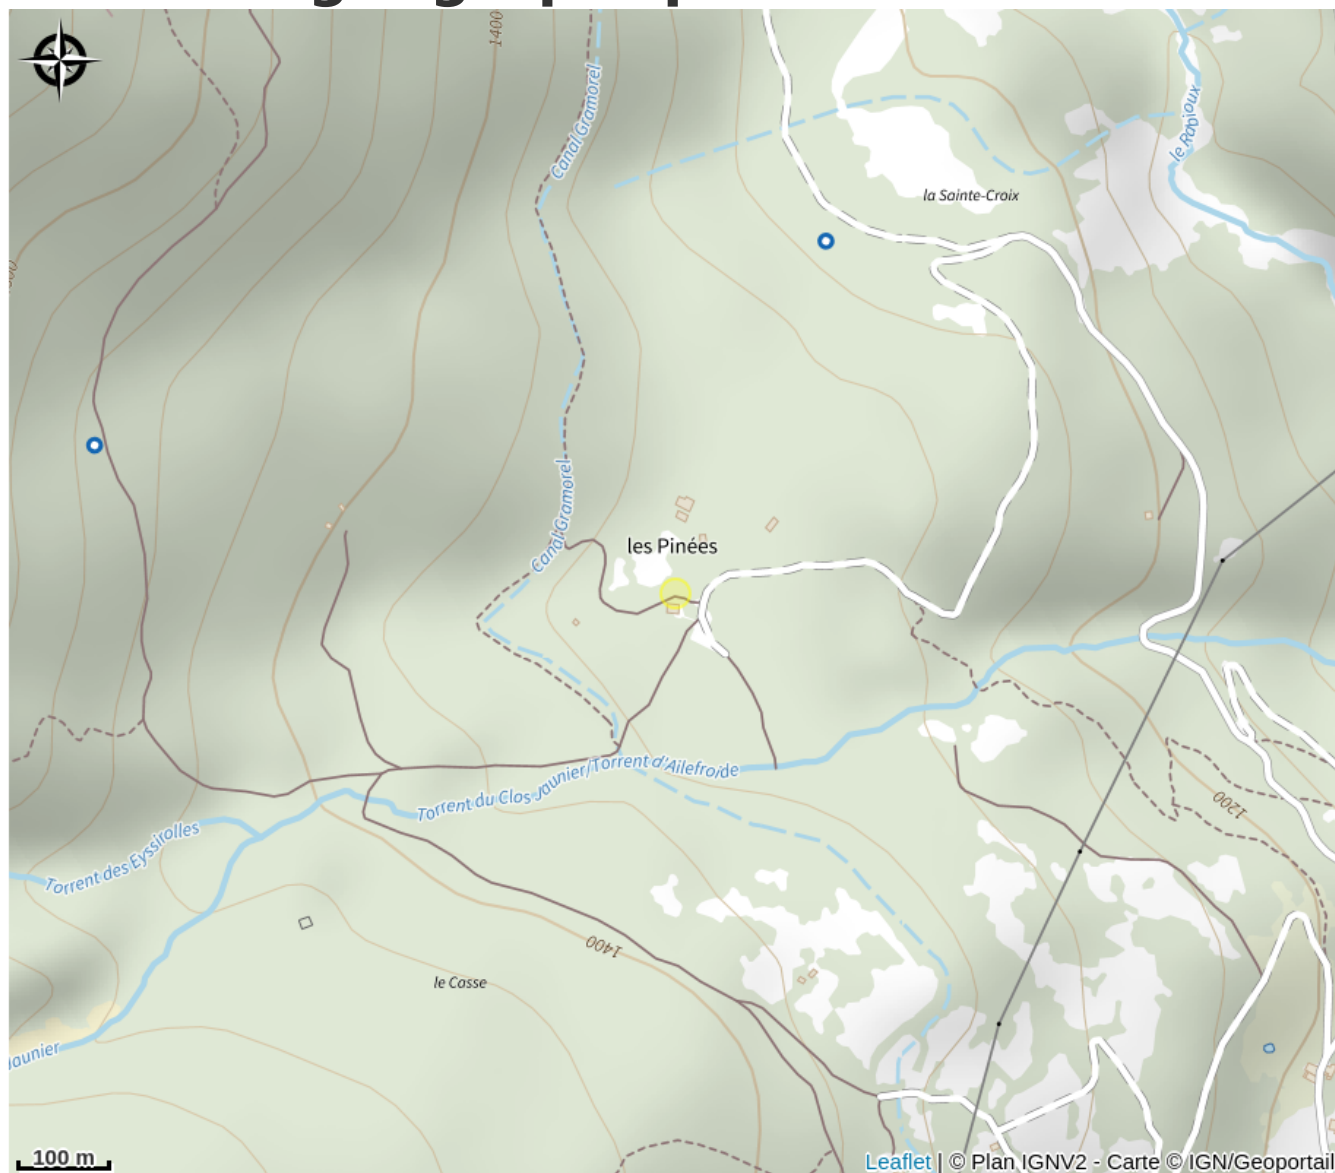 1400
Canal Gramorel
le Rabioux
la Sainte-Croix
Canal Gramorel
les Pinées
Torrent du Clos Jaunier/Torrent d'Ailefroide
1200
Torrent des Eyssirolles
1400
le Casse
Jaunier
100 m
Leaflet | © Plan IGNV2 - Carte © IGN/Geoportail